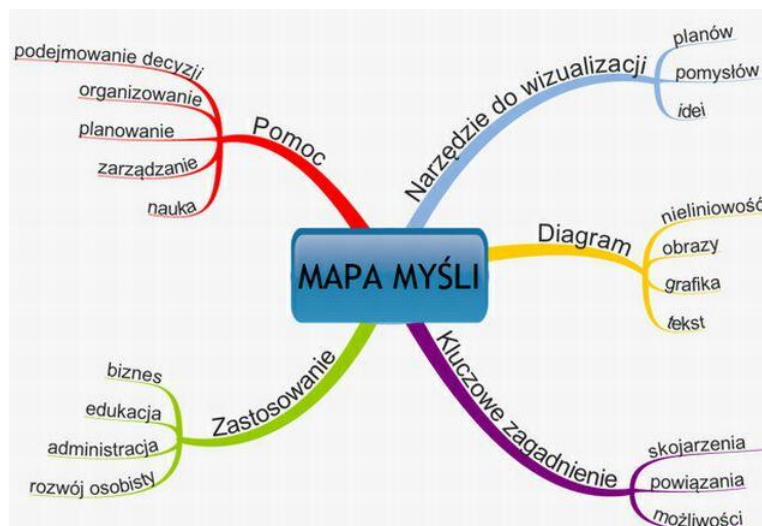 MAPA MYŚLI
Pomoc
podejmowanie decyzji
organizowanie
planowanie
zarządzanie
nauka
Narzędzie do wizualizacji
planów
pomysłów
idei
Diagram
nieliniowość
obrazy
grafika
tekst
Kluczowe zagadnienie
skojarzenia
powiązania
możliwości
Zastosowanie
biznes
edukacja
administracja
rozwój osobisty